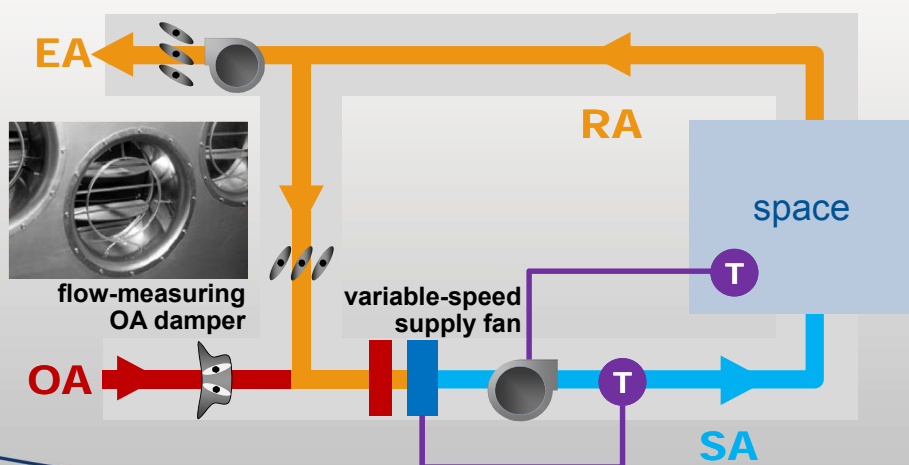 EA
RA
space
T
flow-measuring
OA damper
variable-speed
supply fan
OA
T
SA